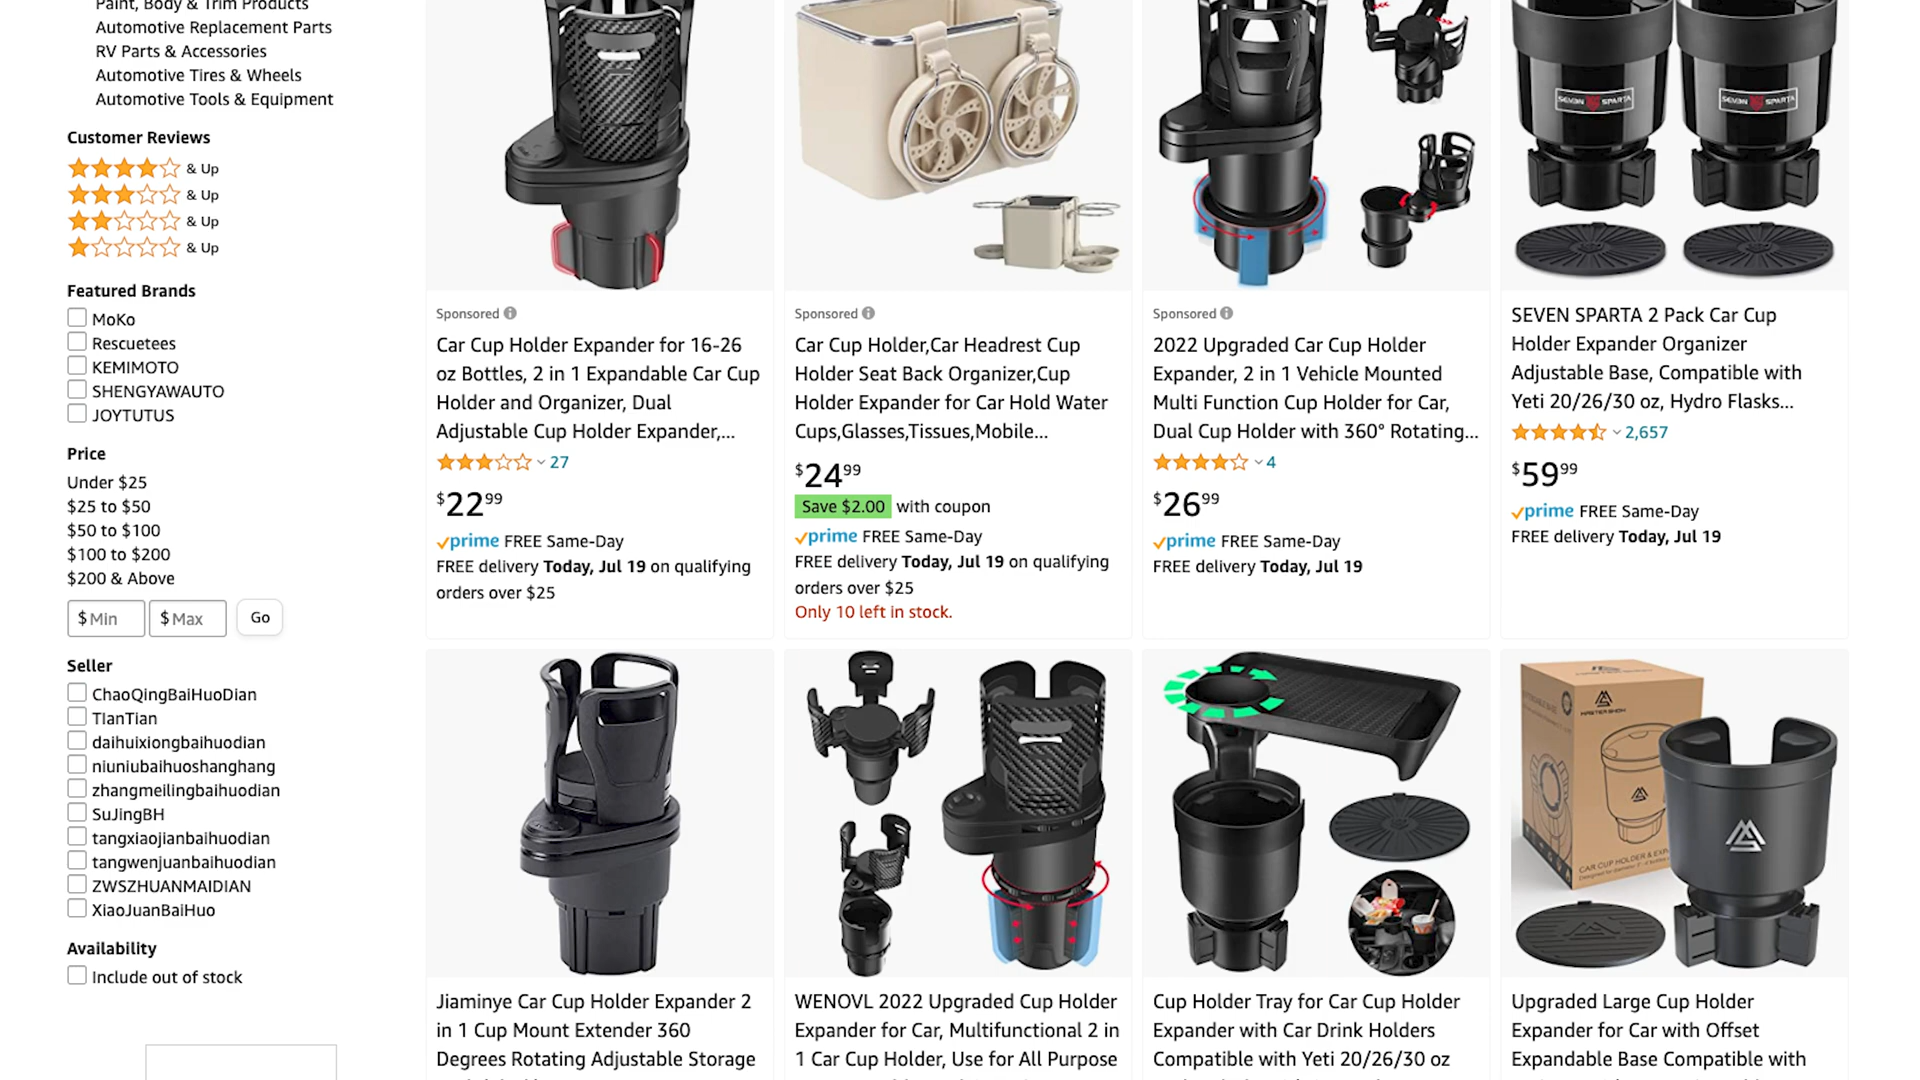 Paint, Body & Trim Products
Automotive Replacement Parts
RV Parts & Accessories
Automotive Tires & Wheels
Automotive Tools & Equipment
Customer Reviews
& Up
& Up
& Up
& Up
Featured Brands
MoKo
Rescuetees
KEMIMOTO
SHENGYAWAUTO
JOYTUTUS
Price
Under $25
$25 to $50
$50 to $100
$100 to $200
$200 & Above
$ Min $ Max Go
Seller
ChaoQingBaiHuoDian
TIanTian
daihuixiongbaihuodian
niuniubaihuoshanghang
zhangmeilingbaihuodian
SuJingBH
tangxiaojianbaihuodian
tangwenjuanbaihuodian
ZWSZHUANMAIDIAN
XiaoJuanBaiHuo
Availability
Include out of stock
Sponsored
Car Cup Holder Expander for 16-26
oz Bottles, 2 in 1 Expandable Car Cup
Holder and Organizer, Dual
Adjustable Cup Holder Expander,...
27
$22 99
prime FREE Same-Day
FREE delivery Today, Jul 19 on qualifying
orders over $25
Sponsored
Car Cup Holder,Car Headrest Cup
Holder Seat Back Organizer,Cup
Holder Expander for Car Hold Water
Cups,Glasses,Tissues,Mobile...
$24 99
Save $2.00 with coupon
prime FREE Same-Day
FREE delivery Today, Jul 19 on qualifying
orders over $25
Only 10 left in stock.
Sponsored
2022 Upgraded Car Cup Holder
Expander, 2 in 1 Vehicle Mounted
Multi Function Cup Holder for Car,
Dual Cup Holder with 360° Rotating...
4
$26 99
prime FREE Same-Day
FREE delivery Today, Jul 19
SEVEN SPARTA
SEVEN SPARTA
SEVEN SPARTA 2 Pack Car Cup
Holder Expander Organizer
Adjustable Base, Compatible with
Yeti 20/26/30 oz, Hydro Flasks...
2,657
$59 99
prime FREE Same-Day
FREE delivery Today, Jul 19
Jiaminye Car Cup Holder Expander 2
in 1 Cup Mount Extender 360
Degrees Rotating Adjustable Storage
WENOVL 2022 Upgraded Cup Holder
Expander for Car, Multifunctional 2 in
1 Car Cup Holder, Use for All Purpose
Cup Holder Tray for Car Cup Holder
Expander with Car Drink Holders
Compatible with Yeti 20/26/30 oz
CAR CUP HOLDER &
Upgraded Large Cup Holder
Expander for Car with Offset
Expandable Base Compatible with